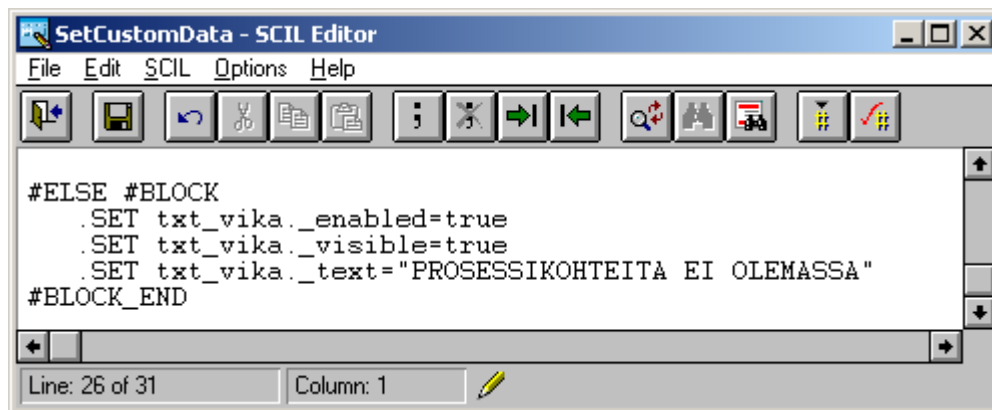 SetCustomData - SCIL Editor
File Edit SCIL Options Help
#ELSE #BLOCK
    .SET txt_vika._enabled=true
    .SET txt_vika._visible=true
    .SET txt_vika._text="PROSESSIKOHTEITA EI OLEMASSA"
#BLOCK_END
Line: 26 of 31 Column: 1